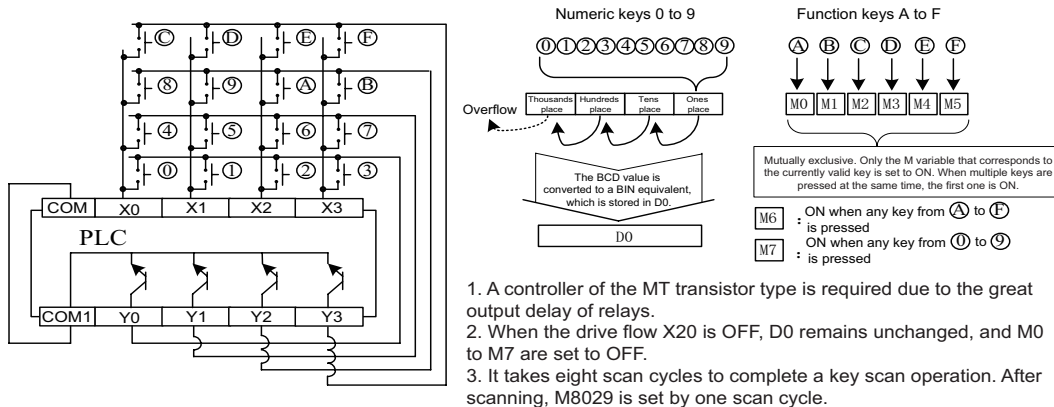 Ⓒ Ⓓ Ⓔ Ⓕ
⑧ ⑨ Ⓐ Ⓑ
④ ⑤ ⑥ ⑦
⓪ ① ② ③
COM X0 X1 X2 X3
PLC
COM1 Y0 Y1 Y2 Y3
Numeric keys 0 to 9
⓪①②③④⑤⑥⑦⑧⑨
Overflow
Thousands place
Hundreds place
Tens place
Ones place
The BCD value is
converted to a BIN equivalent,
which is stored in D0.
D0
Function keys A to F
Ⓐ Ⓑ Ⓒ Ⓓ Ⓔ Ⓕ
M0 M1 M2 M3 M4 M5
Mutually exclusive. Only the M variable that corresponds to
the currently valid key is set to ON. When multiple keys are
pressed at the same time, the first one is ON.
M6 : ON when any key from Ⓐ to Ⓕ
is pressed
M7 : ON when any key from ⓪ to ⑨
is pressed
1. A controller of the MT transistor type is required due to the great
output delay of relays.
2. When the drive flow X20 is OFF, D0 remains unchanged, and M0
to M7 are set to OFF.
3. It takes eight scan cycles to complete a key scan operation. After
scanning, M8029 is set by one scan cycle.